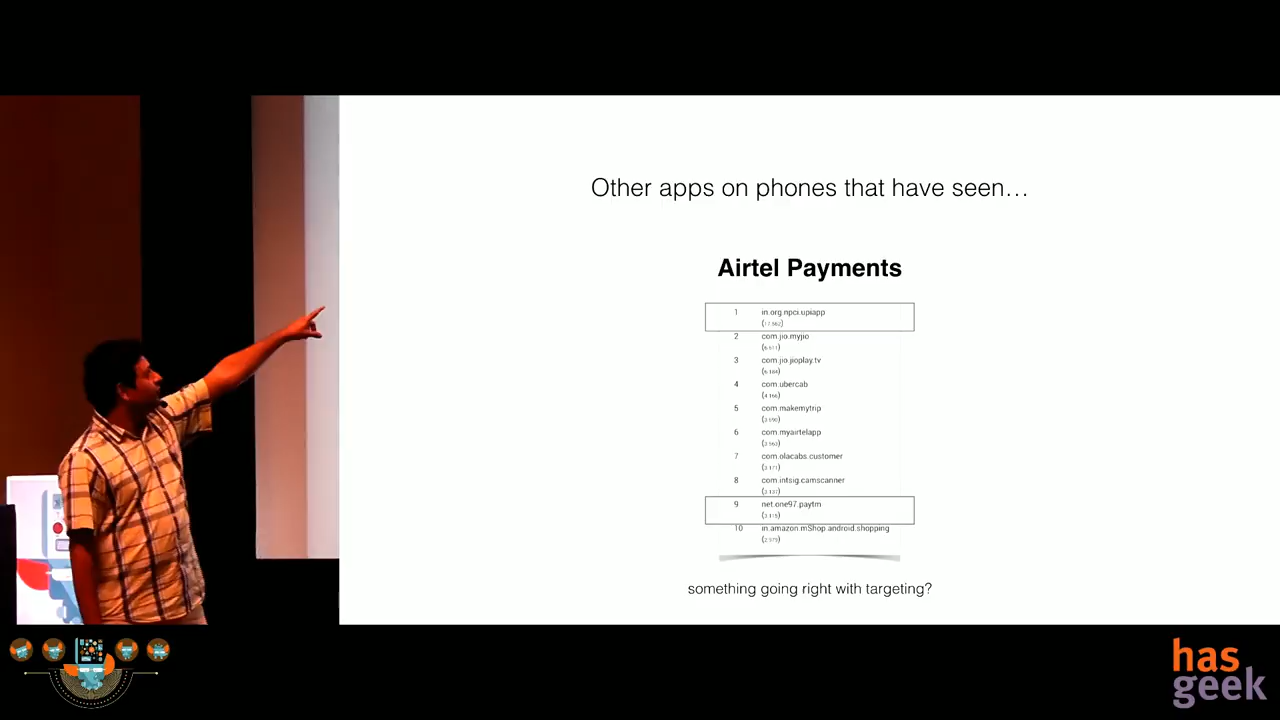 Other apps on phones that have seen…
Airtel Payments
1 in.org.npci.upiapp
2 com.jio.myjio
3 com.jio.jioplay.tv
4 com.ubercab
5 com.makemytrip
6 com.myairtelapp
7 com.olacabs.customer
8 com.intsig.camscanner
9 net.one97.paytm
10 in.amazon.mShop.android.shopping
something going right with targeting?
has
geek